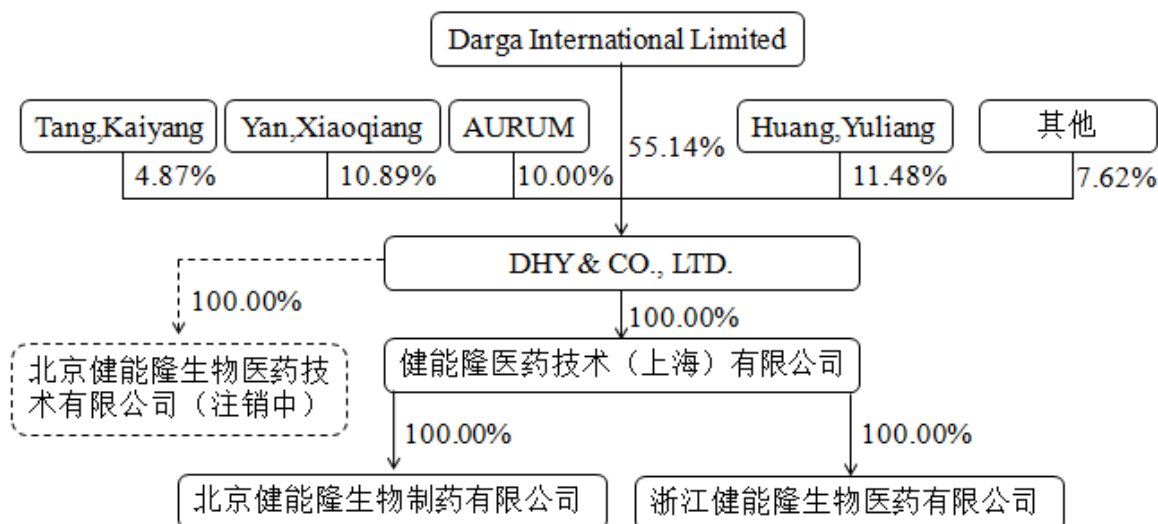 Darga International Limited
Tang,Kaiyang
Yan,Xiaoqiang
AURUM
Huang,Yuliang
其他
4.87%
10.89%
10.00%
55.14%
11.48%
7.62%
DHY & CO., LTD.
100.00%
100.00%
北京健能隆生物医药技
术有限公司（注销中）
健能隆医药技术（上海）有限公司
100.00%
100.00%
北京健能隆生物制药有限公司
浙江健能隆生物医药有限公司